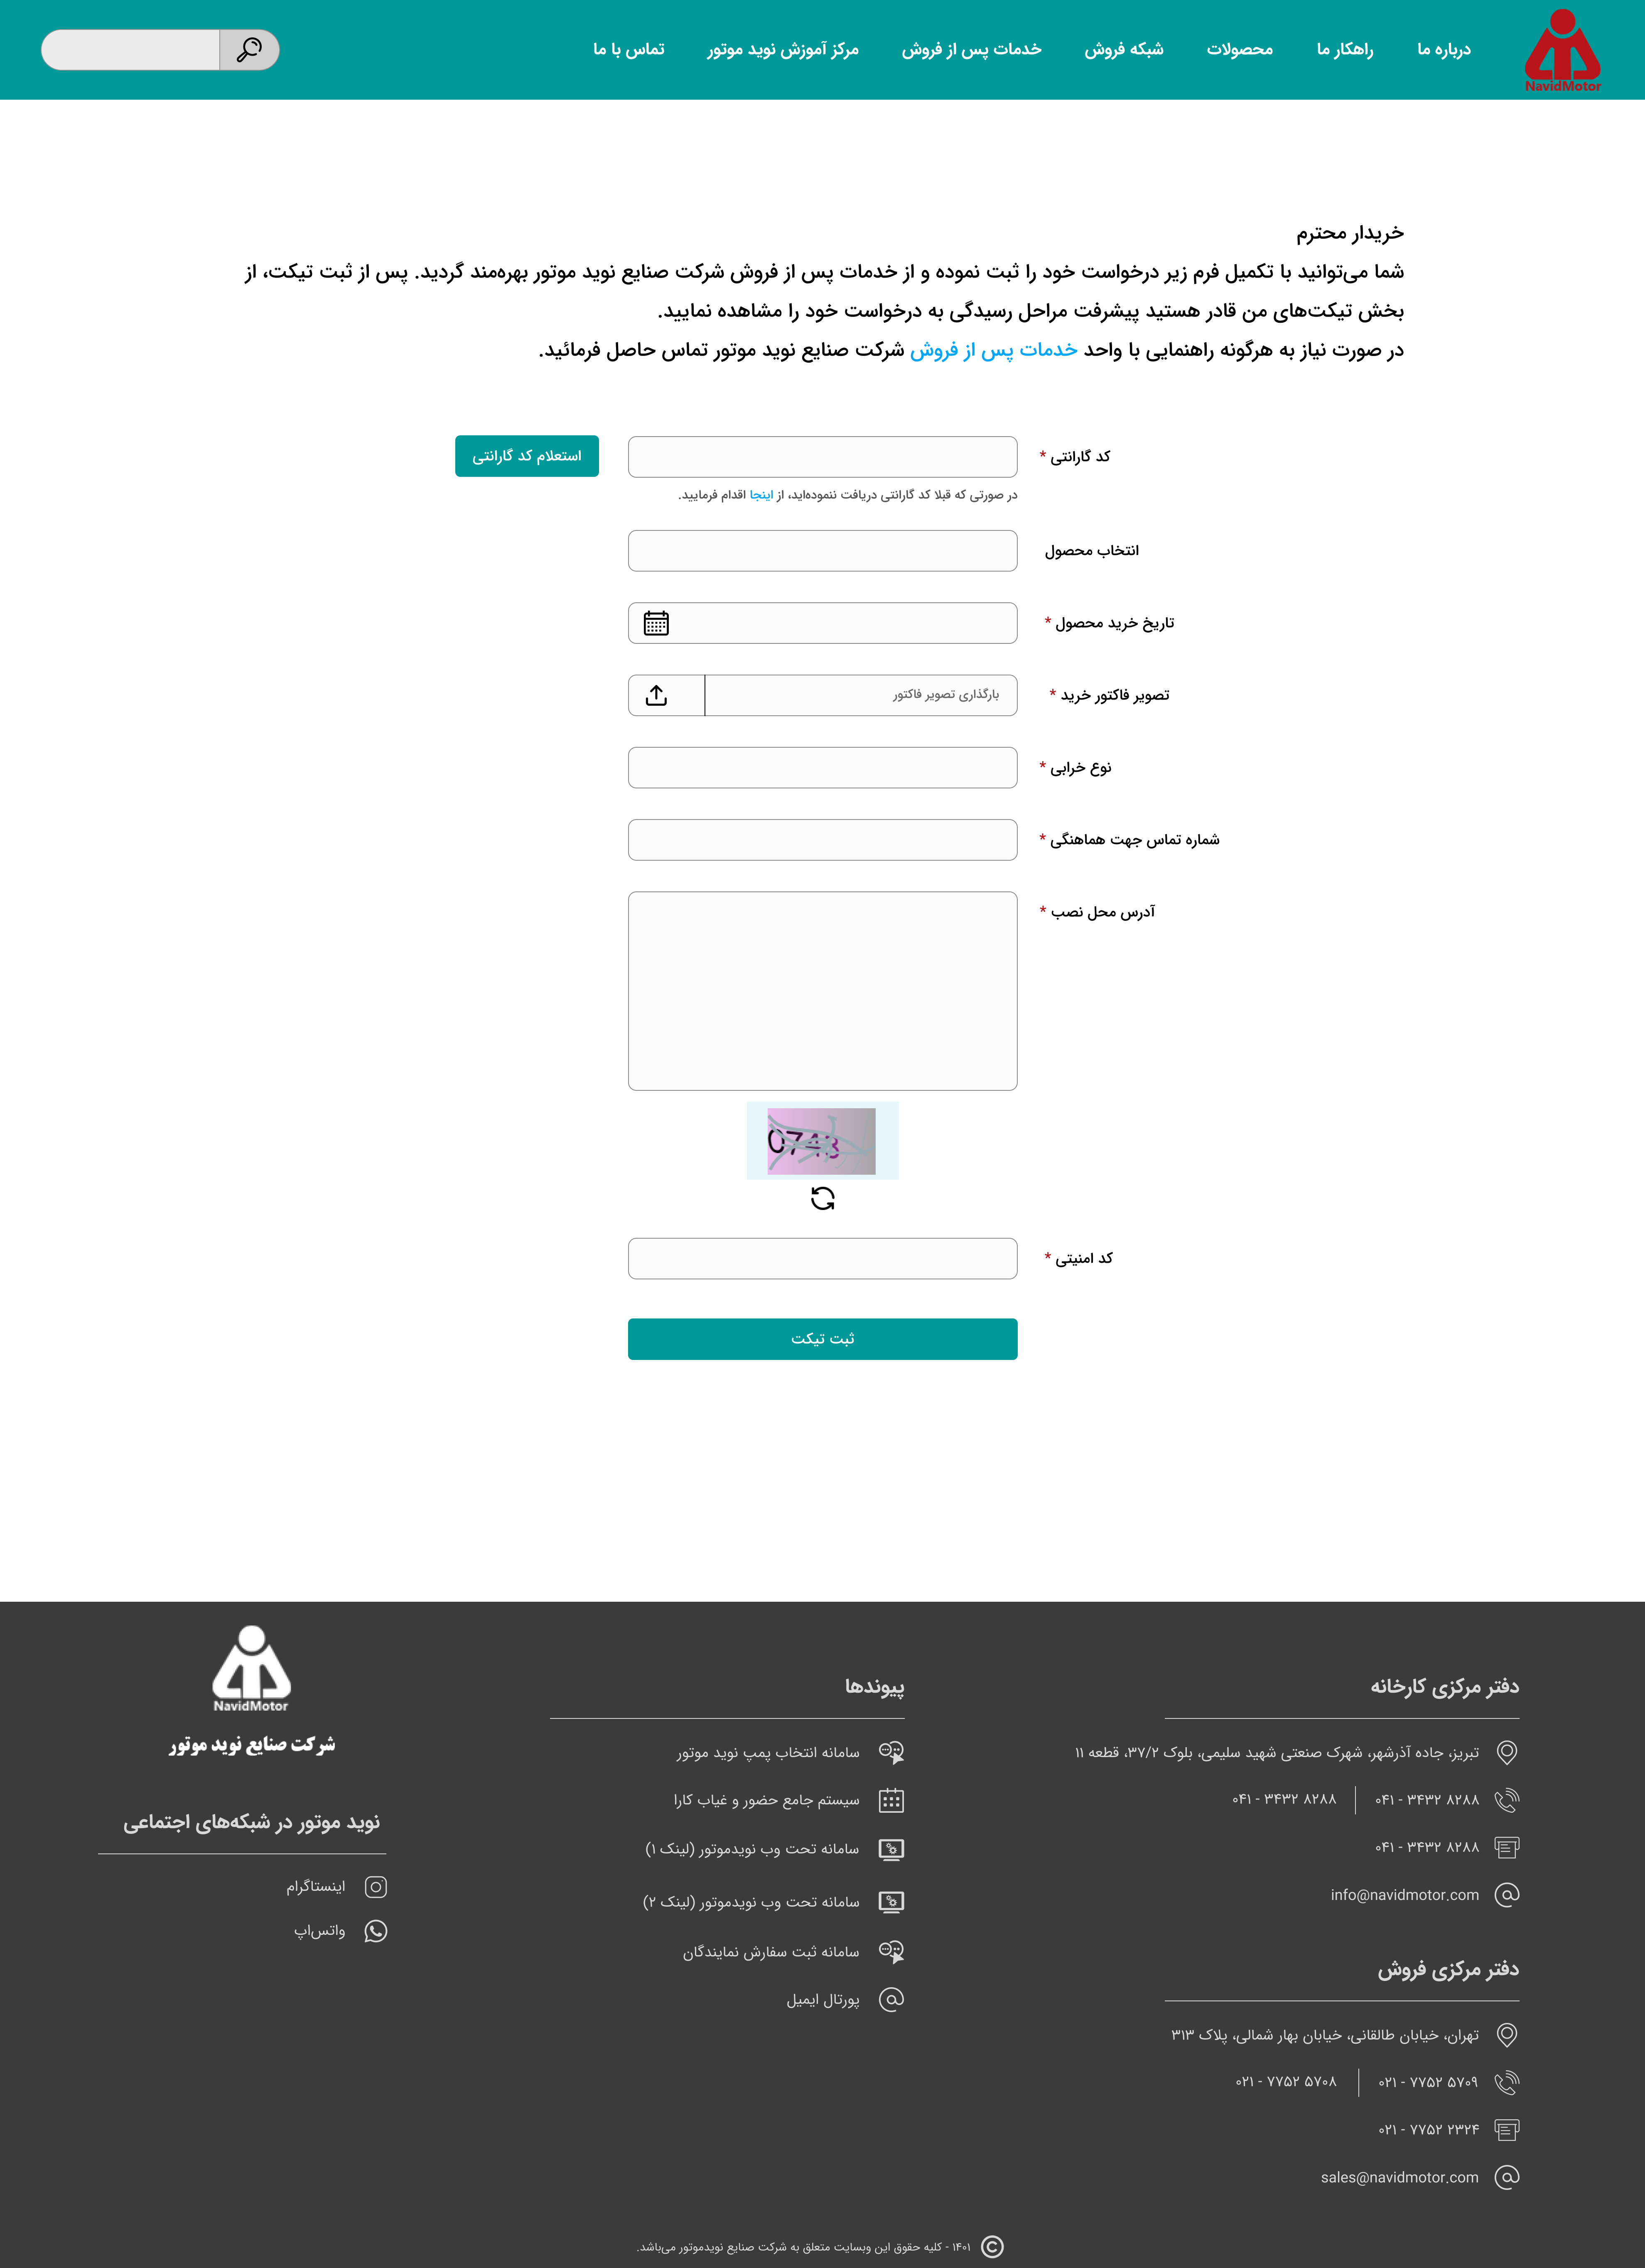 NavidMotor
درباره ما
راهکار ما
محصولات
شبکه فروش
خدمات پس از فروش
مرکز آموزش نوید موتور
تماس با ما
خریدار محترم
شما می‌توانید با تکمیل فرم زیر درخواست خود را ثبت نموده و از خدمات پس از فروش شرکت صنایع نوید موتور بهره‌مند گردید. پس از ثبت تیکت، از
بخش تیکت‌های من قادر هستید پیشرفت مراحل رسیدگی به درخواست خود را مشاهده نمایید.
در صورت نیاز به هرگونه راهنمایی با واحد خدمات پس از فروش شرکت صنایع نوید موتور تماس حاصل فرمائید.
کد گارانتی *
استعلام کد گارانتی
در صورتی که قبلا کد گارانتی دریافت ننموده‌اید، از اینجا اقدام فرمایید.
انتخاب محصول
تاریخ خرید محصول *
تصویر فاکتور خرید *
بارگذاری تصویر فاکتور
نوع خرابی *
شماره تماس جهت هماهنگی *
آدرس محل نصب *
کد امنیتی *
ثبت تیکت
دفتر مرکزی کارخانه
تبریز، جاده آذرشهر، شهرک صنعتی شهید سلیمی، بلوک ۳۷/۲، قطعه ۱۱
۰۴۱ - ۳۴۳۲ ۸۲۸۸
۰۴۱ - ۳۴۳۲ ۸۲۸۸
۰۴۱ - ۳۴۳۲ ۸۲۸۸
info@navidmotor.com
دفتر مرکزی فروش
تهران، خیابان طالقانی، خیابان بهار شمالی، پلاک ۳۱۳
۰۲۱ - ۷۷۵۲ ۵۷۰۹
۰۲۱ - ۷۷۵۲ ۵۷۰۸
۰۲۱ - ۷۷۵۲ ۲۳۲۴
sales@navidmotor.com
پیوندها
سامانه انتخاب پمپ نوید موتور
سیستم جامع حضور و غیاب کارا
سامانه تحت وب نویدموتور (لینک ۱)
سامانه تحت وب نویدموتور (لینک ۲)
سامانه ثبت سفارش نمایندگان
پورتال ایمیل
NavidMotor
شرکت صنایع نوید موتور
نوید موتور در شبکه‌های اجتماعی
اینستاگرام
واتس‌اپ
۱۴۰۱ - کلیه حقوق این وبسایت متعلق به شرکت صنایع نویدموتور می‌باشد.